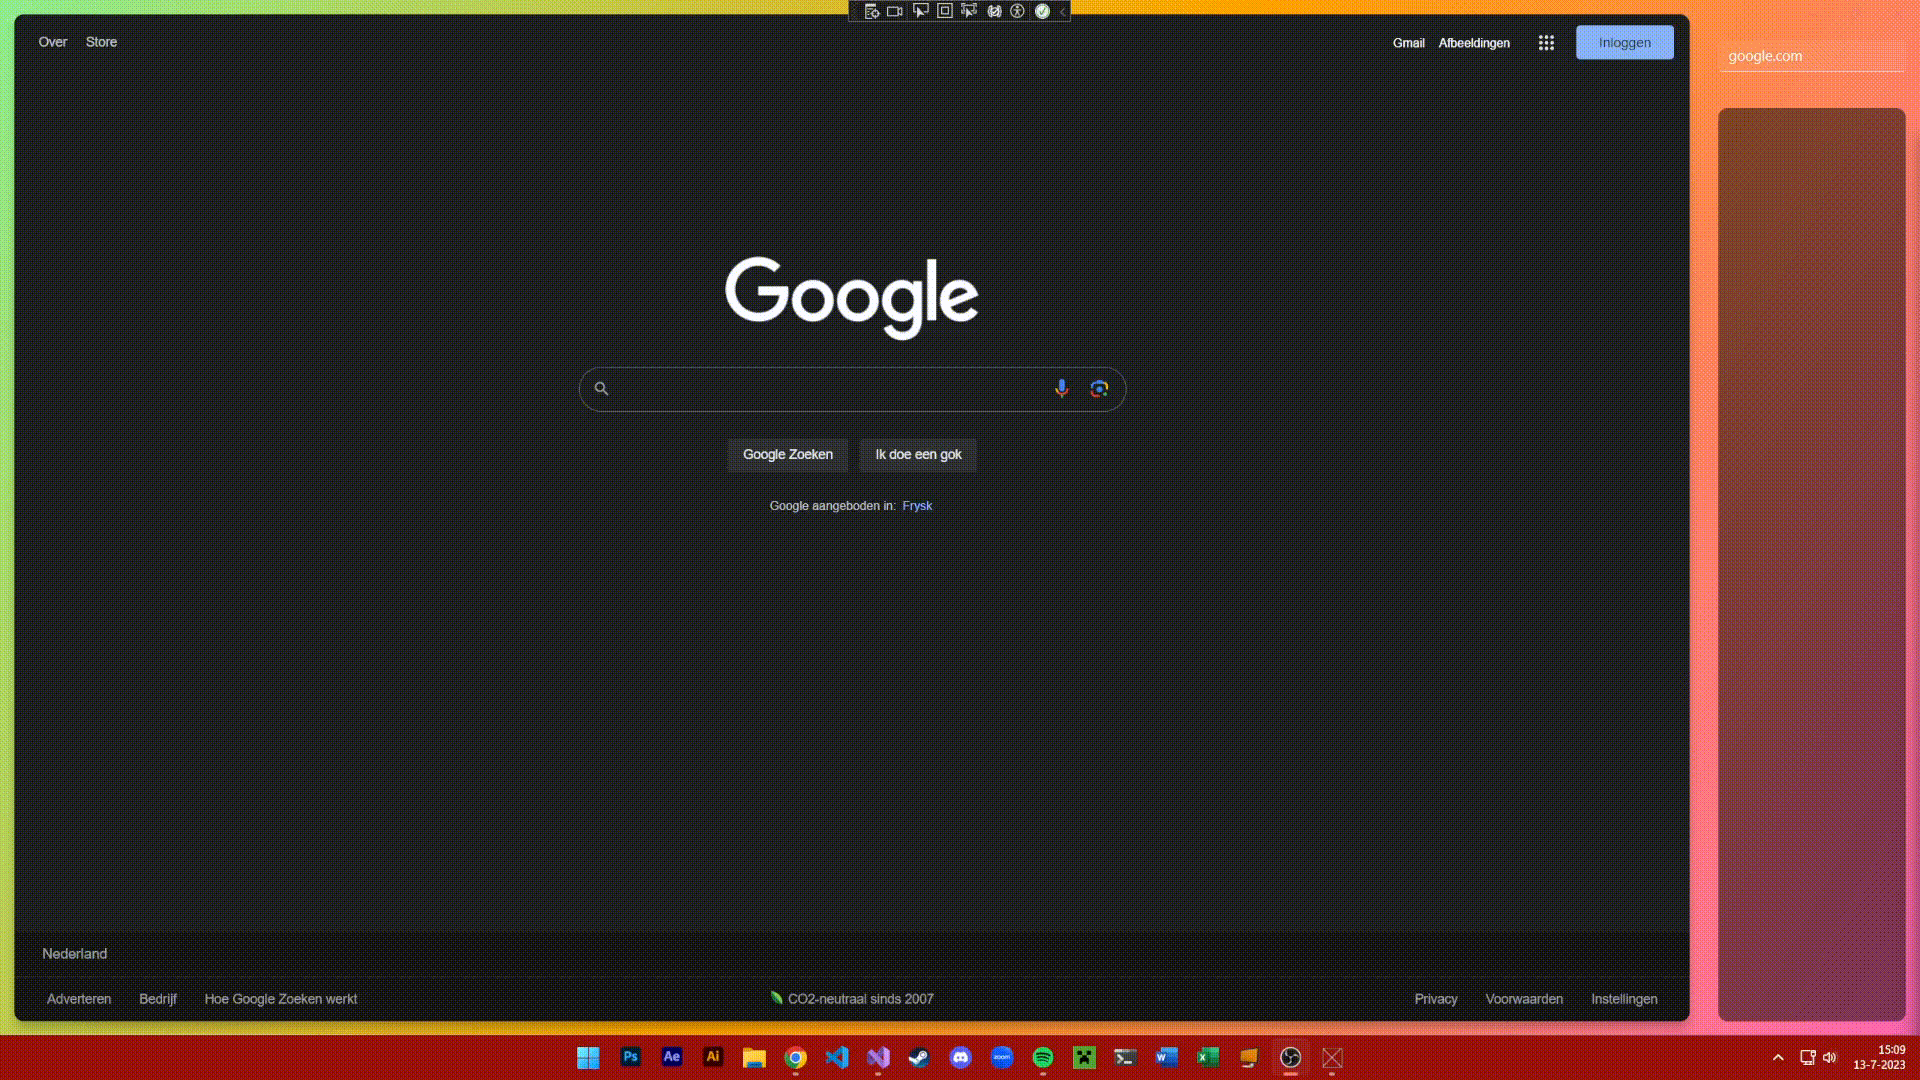 Over Store
Gmail Afbeeldingen Inloggen
google.com
Google
Google Zoeken Ik doe een gok
Google aangeboden in: Frysk
Nederland
Adverteren Bedrijf Hoe Google Zoeken werkt
CO2-neutraal sinds 2007
Privacy Voorwaarden Instellingen
Ps Ae Ai zoom
15:09
13-7-2023